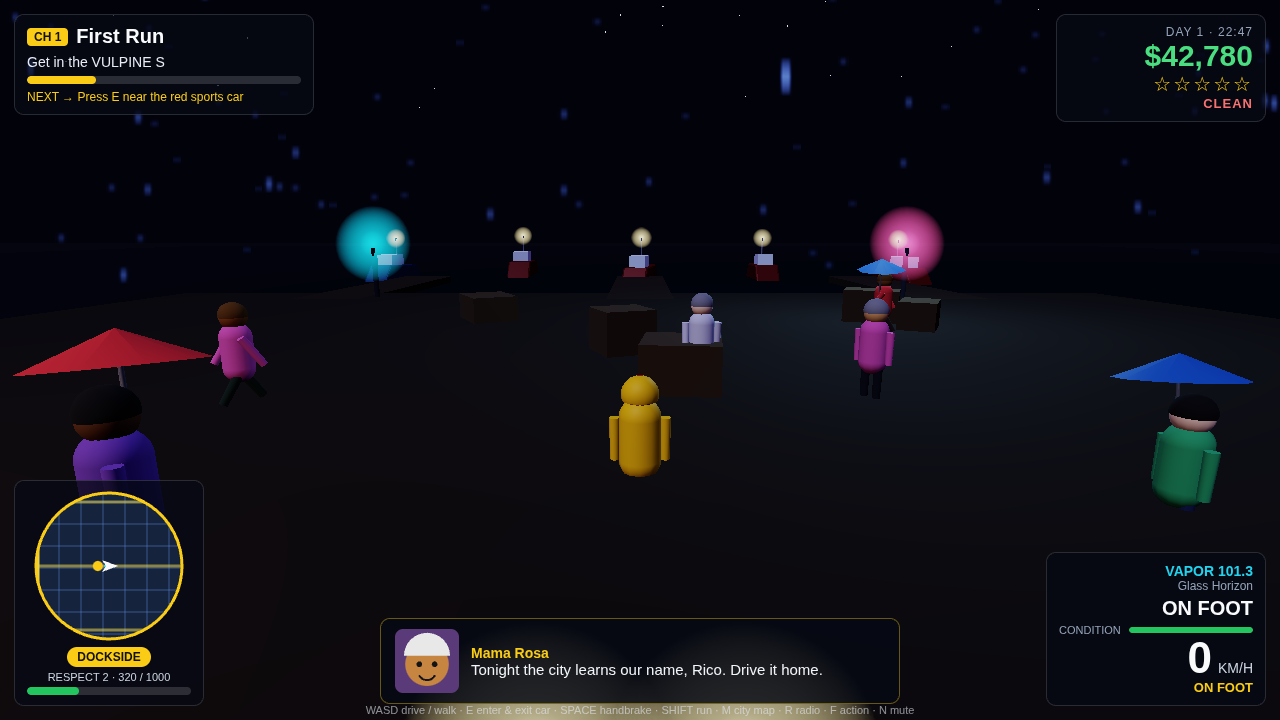 CH 1 First Run
Get in the VULPINE S
NEXT → Press E near the red sports car
DAY 1 · 22:47
$42,780
☆☆☆☆☆
CLEAN
DOCKSIDE
RESPECT 2 · 320 / 1000
Mama Rosa
Tonight the city learns our name, Rico. Drive it home.
WASD drive / walk · E enter & exit car · SPACE handbrake · SHIFT run · M city map · R radio · F action · N mute
VAPOR 101.3
Glass Horizon
ON FOOT
CONDITION
0 KM/H
ON FOOT